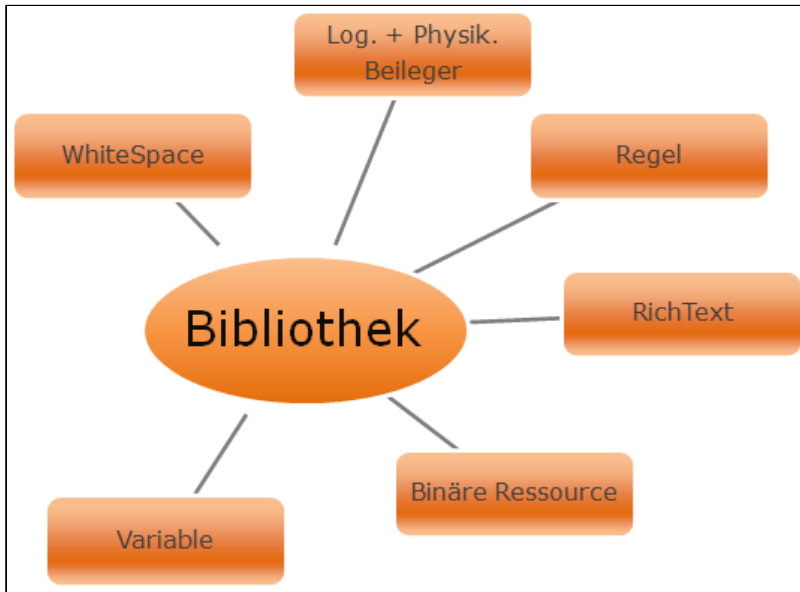 Log. + Physik.
Beileger
WhiteSpace
Regel
RichText
Bibliothek
Binäre Ressource
Variable